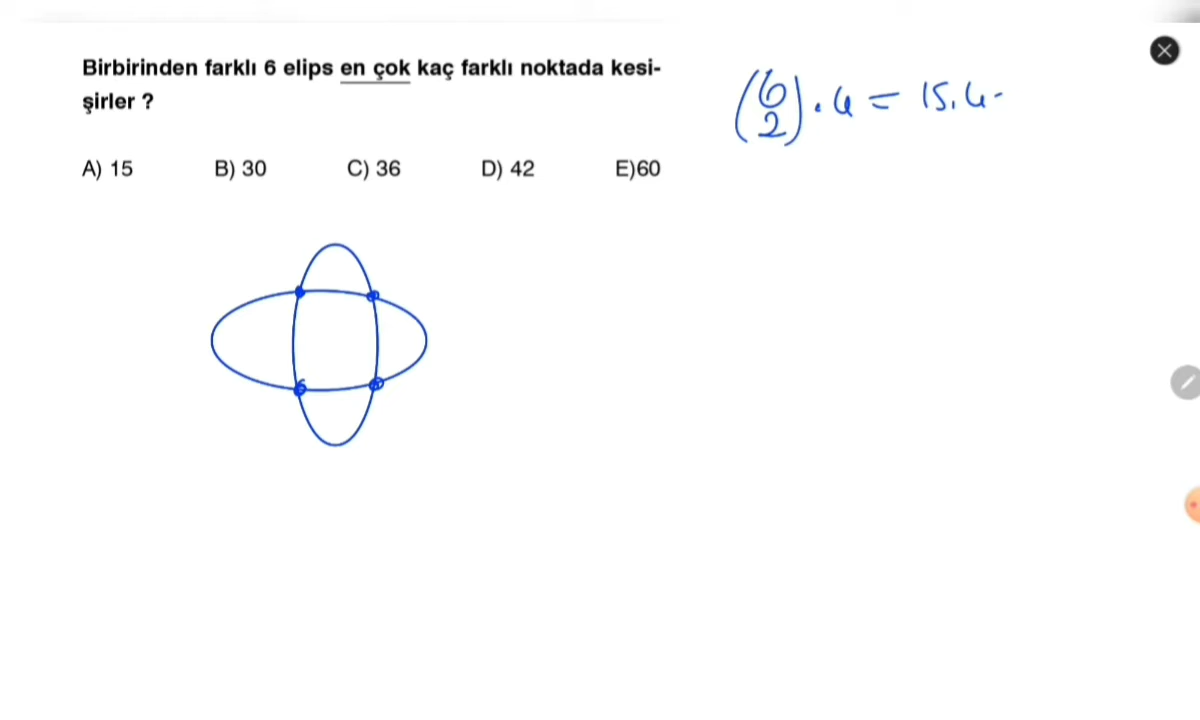 Birbirinden farklı 6 elips en çok kaç farklı noktada kesi-
şirler ?
(6 2) . 4 = 15.4 -
A) 15 B) 30 C) 36 D) 42 E)60